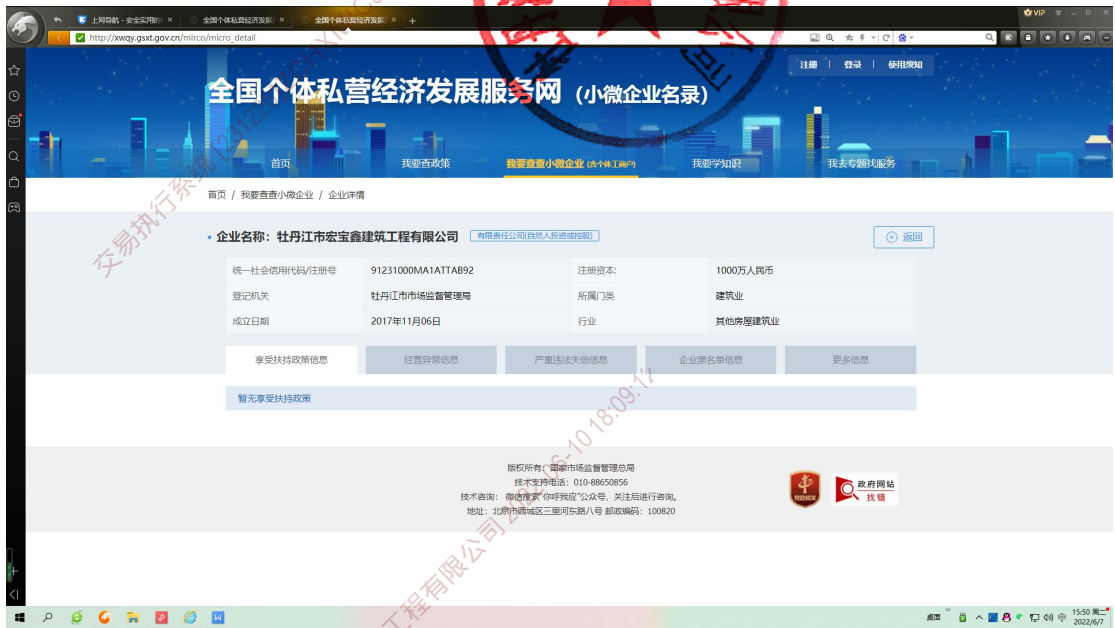 上网导航 - 安全实用的 ×
全国个体私营经济发展 ×
全国个体私营经济发展 × +
VIP
http://xwqy.gsxt.gov.cn/mirco/micro_detail
注册 | 登录 | 使用须知
全国个体私营经济发展服务网 (小微企业名录)
首页 我要查政策 我要查查小微企业 (含个体工商户) 我要学知识 我去专题找服务
首页 / 我要查查小微企业 / 企业详情
• 企业名称: 牡丹江市宏宝鑫建筑工程有限公司 有限责任公司(自然人投资或控股) 返回
统一社会信用代码/注册号 91231000MA1ATTAB92 注册资本: 1000万人民币
登记机关 牡丹江市市场监督管理局 所属门类 建筑业
成立日期 2017年11月06日 行业 其他房屋建筑业
享受扶持政策信息 经营异常信息 严重违法失信信息 企业黑名单信息 更多信息
暂无享受扶持政策
版权所有: 国家市场监督管理总局
技术支持电话: 010-88650856
技术咨询: 微信搜索“你呼我应”公众号, 关注后进行咨询。
地址: 北京市西城区三里河东路八号 邮政编码: 100820
党政机关
政府网站
找错
交易执行系统
工程有限公司 2022-06-10 18:09:12
桌面 中 15:50 周二
2022/6/7